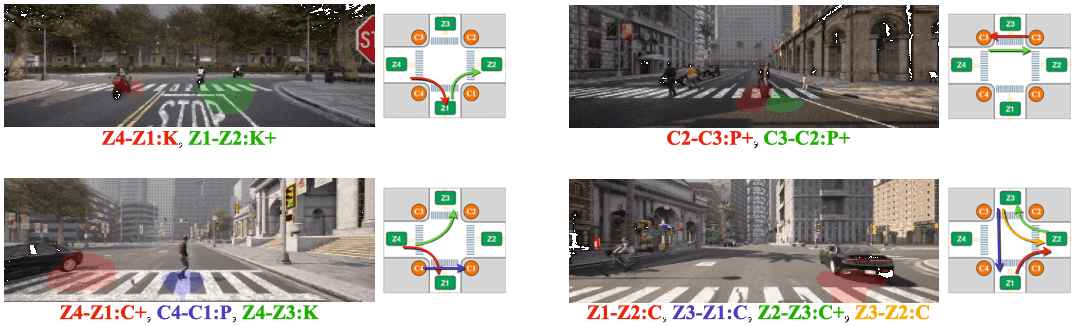 STOP
ST
Z3
C3 C2
Z4 Z2
C4 C1
Z1
Z4-Z1:K, Z1-Z2:K+
Z3
C3 C2
Z4 Z2
C4 C1
Z1
C2-C3:P+, C3-C2:P+
Z3
C3 C2
Z4 Z2
C4 C1
Z1
Z4-Z1:C+, C4-C1:P, Z4-Z3:K
Z3
C3 C2
Z4 Z2
C4 C1
Z1
Z1-Z2:C, Z3-Z1:C, Z2-Z3:C+, Z3-Z2:C